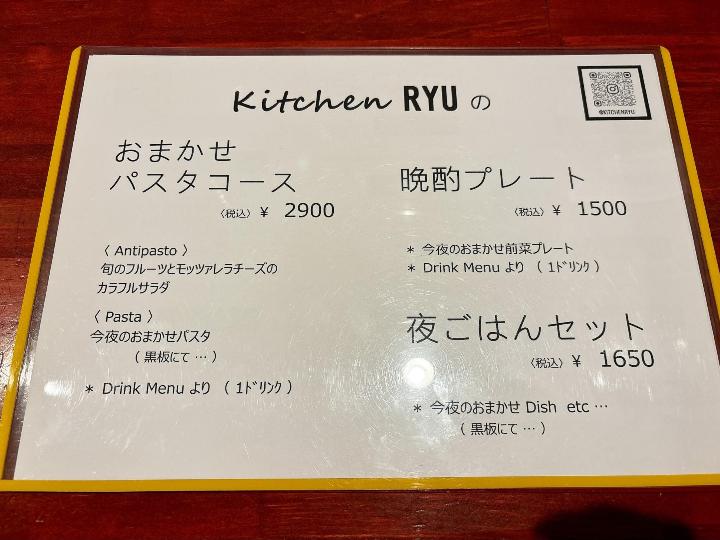 Kitchen RYU の
@KITCHENRYU
おまかせ
パスタコース
〈税込〉 ¥ 2900
〈 Antipasto 〉
旬のフルーツとモッツァレラチーズの
カラフルサラダ
〈 Pasta 〉
今夜のおまかせパスタ
( 黒板にて … )
* Drink Menu より ( 1ﾄﾞﾘﾝｸ )
晩酌プレート
〈税込〉 ¥ 1500
* 今夜のおまかせ前菜プレート
* Drink Menu より ( 1ﾄﾞﾘﾝｸ )
夜ごはんセット
〈税込〉 ¥ 1650
* 今夜のおまかせ Dish etc …
( 黒板にて … )